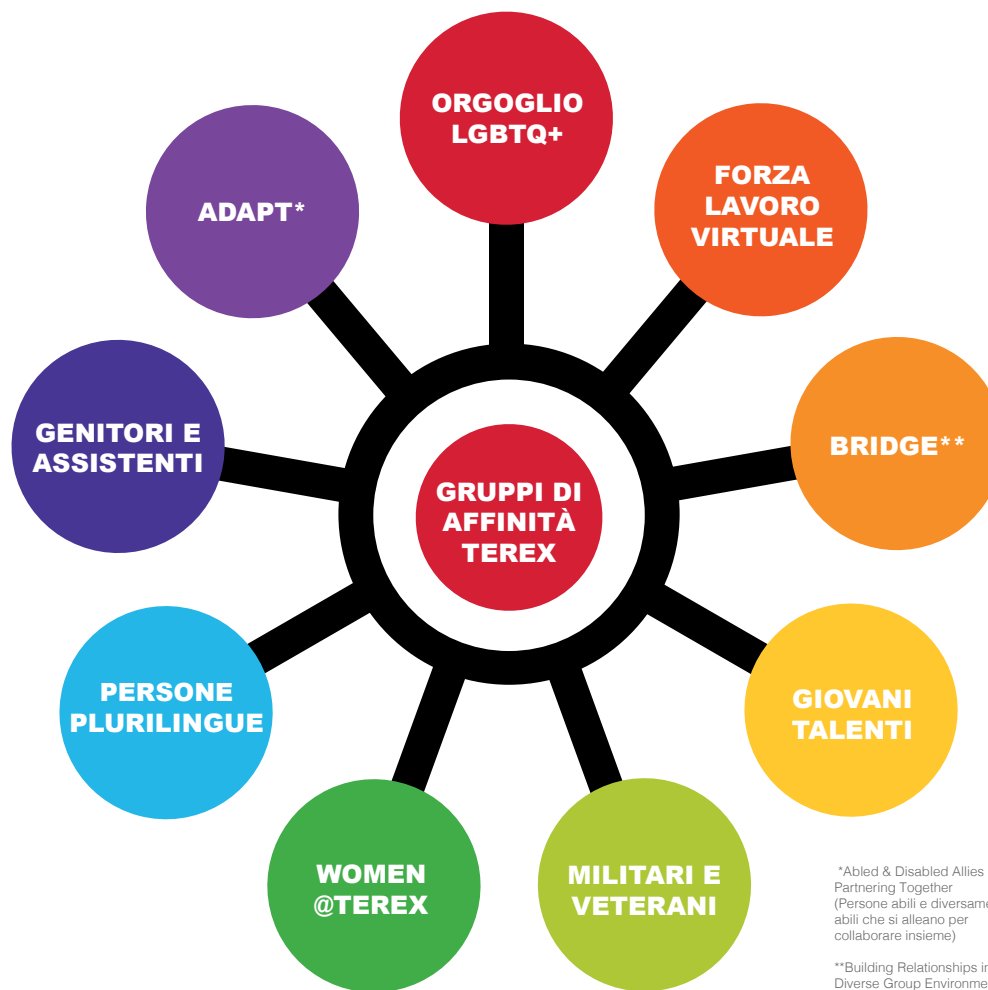 ORGOGLIO
LGBTQ+
FORZA
LAVORO
VIRTUALE
ADAPT*
BRIDGE**
GENITORI E
ASSISTENTI
GRUPPI DI
AFFINITÀ
TEREX
PERSONE
PLURILINGUE
GIOVANI
TALENTI
WOMEN
@TEREX
MILITARI E
VETERANI
*Abled & Disabled Allies
Partnering Together
(Persone abili e diversame
abili che si alleano per
collaborare insieme)
**Building Relationships in
Diverse Group Environme